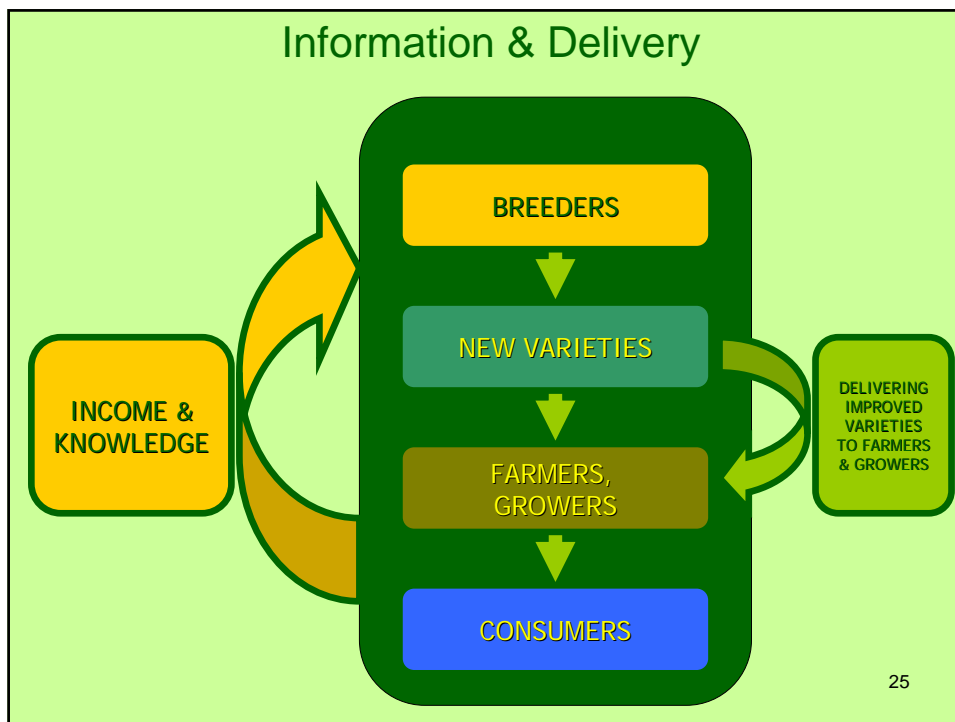 Information & Delivery
BREEDERS
NEW VARIETIES
INCOME &
KNOWLEDGE
DELIVERING
IMPROVED
VARIETIES
TO FARMERS
& GROWERS
FARMERS,
GROWERS
CONSUMERS
25